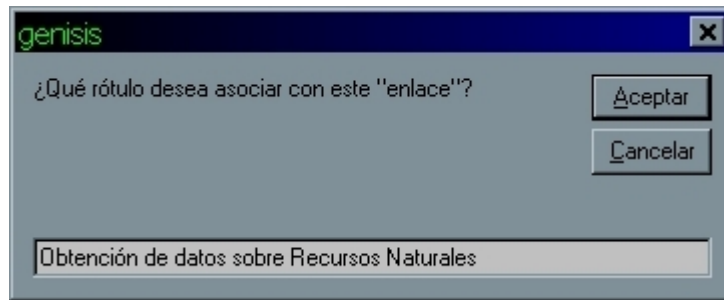 genisis
¿Qué rótulo desea asociar con este "enlace"?
Aceptar
Cancelar
Obtención de datos sobre Recursos Naturales